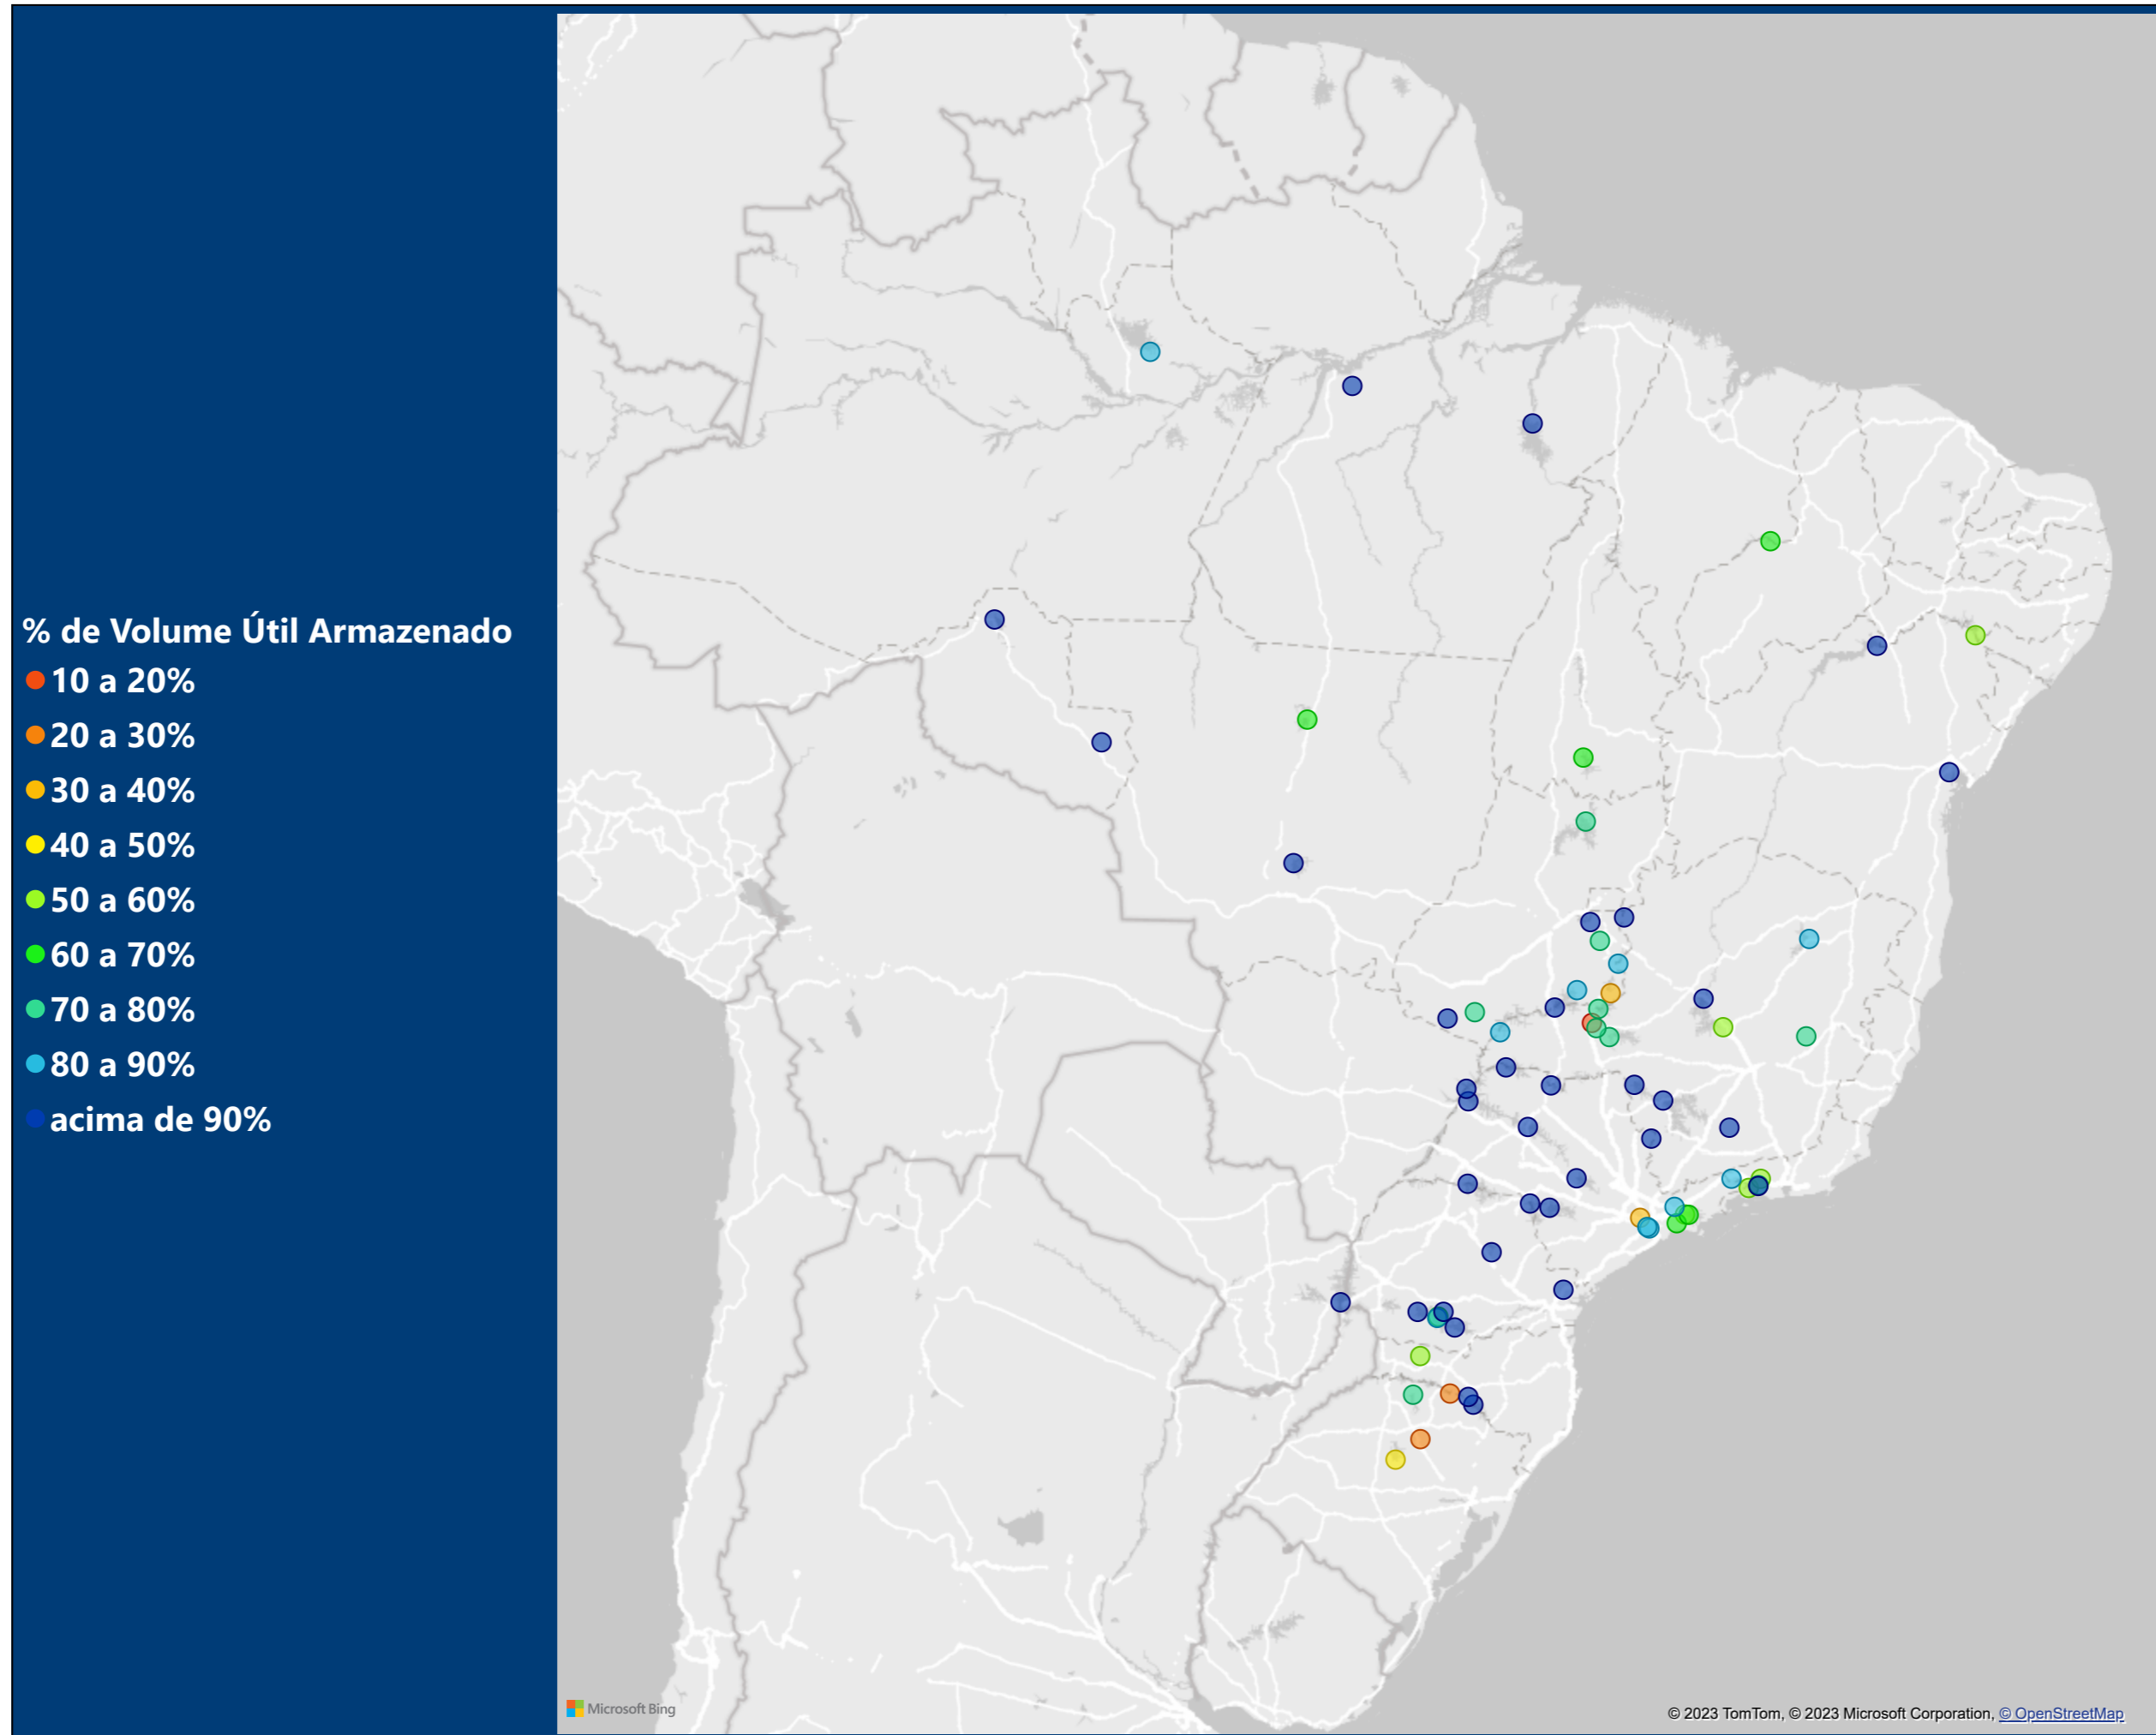 % de Volume Útil Armazenado
10 a 20%
20 a 30%
30 a 40%
40 a 50%
50 a 60%
60 a 70%
70 a 80%
80 a 90%
acima de 90%
Microsoft Bing
© 2023 TomTom, © 2023 Microsoft Corporation, © OpenStreetMap